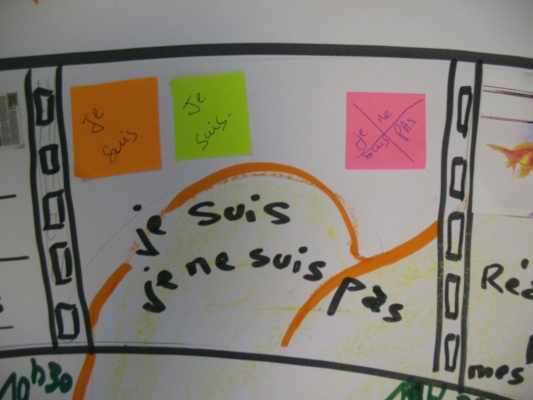 Je
suis
Je
suis.
je ne
suis pas
je suis
je ne suis
pas
Réa
mes
10h30